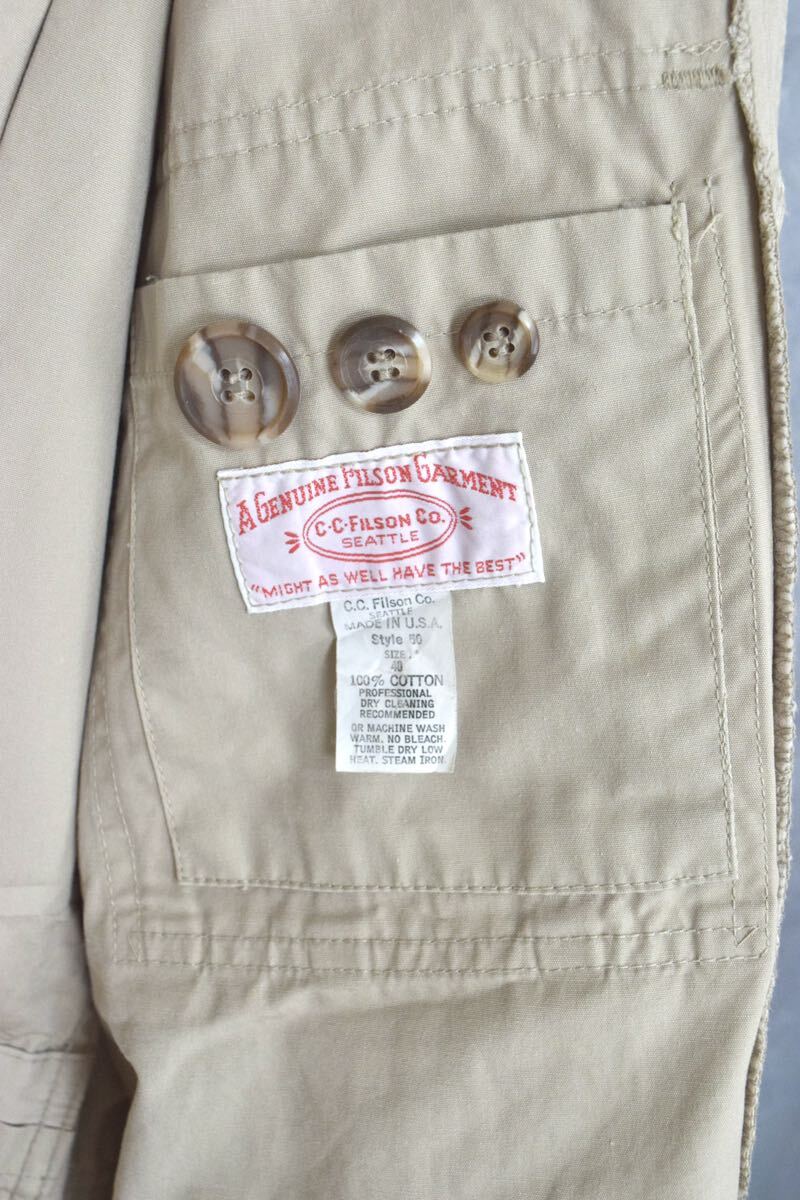 A GENUINE FILSON GARMENT
C·C·FILSON CO.
SEATTLE
"MIGHT AS WELL HAVE THE BEST"
C.C. Filson Co.
SEATTLE
MADE IN U.S.A.
Style 50
SIZE.
40
100% COTTON
PROFESSIONAL
DRY CLEANING
RECOMMENDED
OR MACHINE WASH
WARM. NO BLEACH.
TUMBLE DRY LOW
HEAT. STEAM IRON.